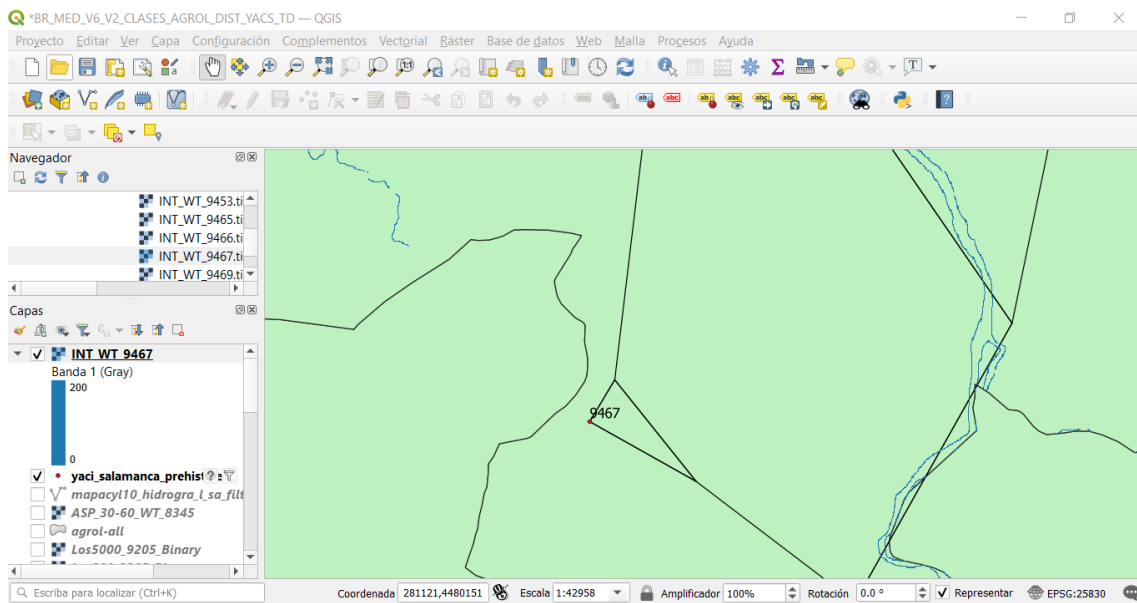 *BR_MED_V6_V2_CLASES_AGROL_DIST_YACS_TD — QGIS
Proyecto Editar Ver Capa Configuración Complementos Vectorial Ráster Base de datos Web Malla Procesos Ayuda
Navegador
INT_WT_9453.ti
INT_WT_9465.ti
INT_WT_9466.ti
INT_WT_9467.ti
INT_WT_9469.ti
Capas
INT WT 9467
Banda 1 (Gray)
200
0
yaci_salamanca_prehist
mapacyl10_hidrogra_l_sa_filt
ASP_30-60_WT_8345
agrol-all
Los5000_9205_Binary
9467
Escriba para localizar (Ctrl+K)
Coordenada 281121,4480151 Escala 1:42958 Amplificador 100% Rotación 0.0 ° Representar EPSG:25830